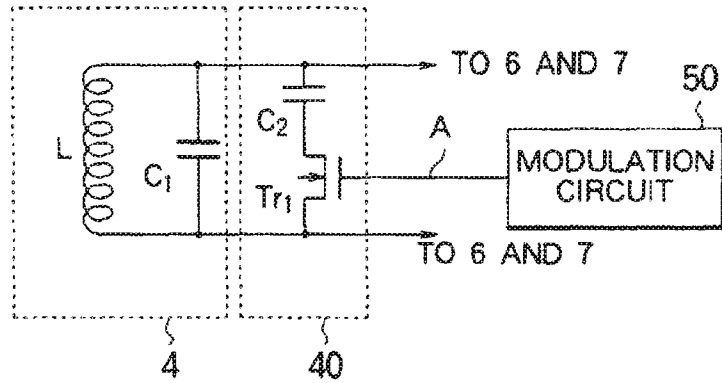 TO 6 AND 7
50
C2
L
C1
A
MODULATION
CIRCUIT
Tr1
TO 6 AND 7
4
40